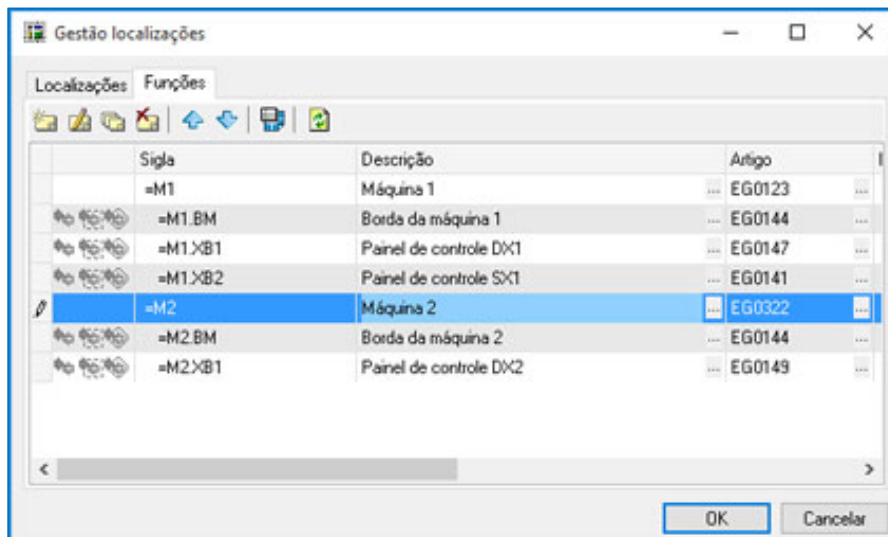 Gestão localizações
Localizações Funções
Sigla Descrição Artigo
=M1 Máquina 1 ... EG0123 ...
=M1.BM Borda da máquina 1 ... EG0144 ...
=M1.XB1 Painel de controle DX1 ... EG0147 ...
=M1.XB2 Painel de controle SX1 ... EG0141 ...
=M2 Máquina 2 ... EG0322 ...
=M2.BM Borda da máquina 2 ... EG0144 ...
=M2.XB1 Painel de controle DX2 ... EG0149 ...
OK Cancelar